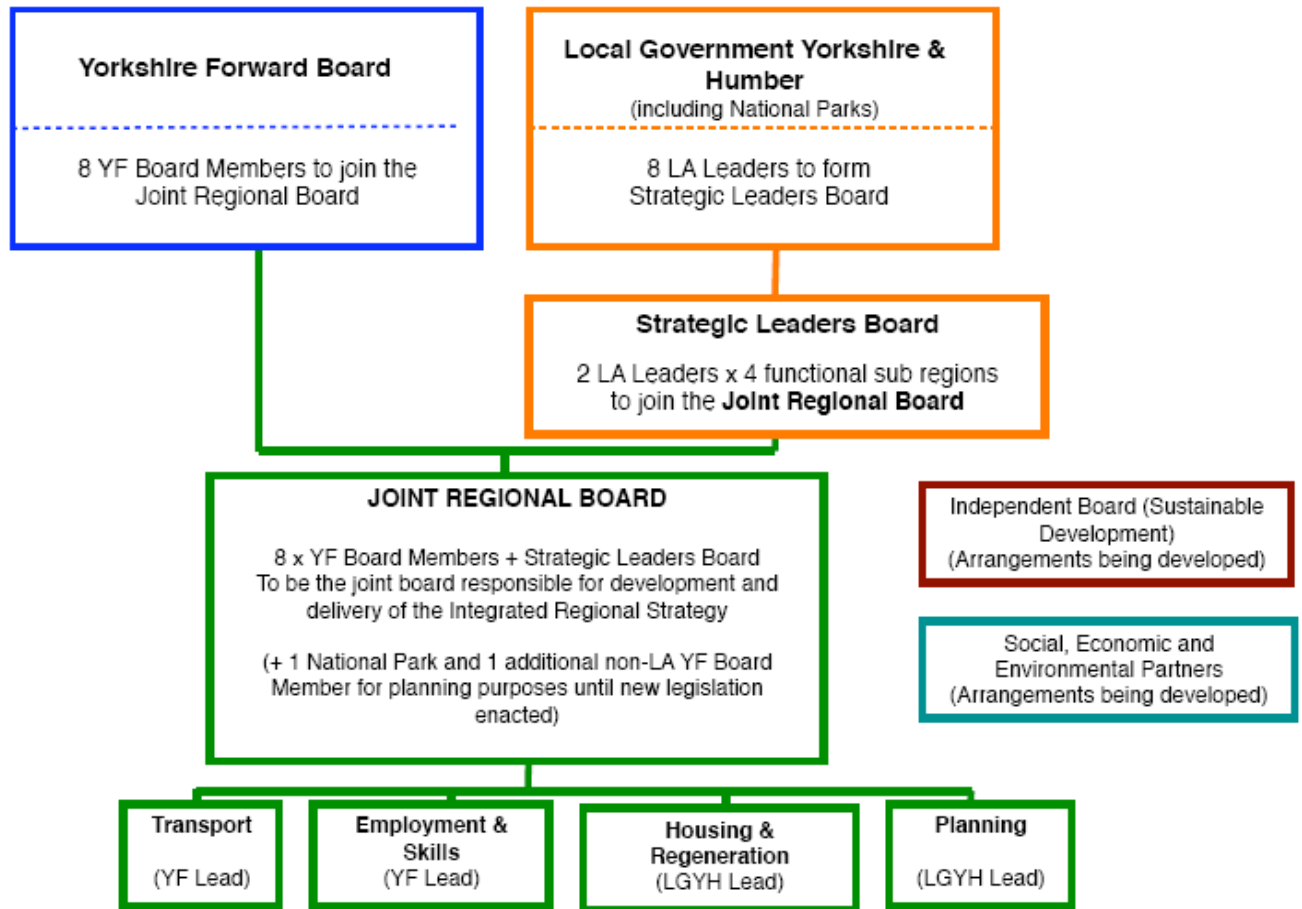 Yorkshire Forward Board
8 YF Board Members to join the
Joint Regional Board
Local Government Yorkshire &
Humber
(including National Parks)
8 LA Leaders to form
Strategic Leaders Board
Strategic Leaders Board
2 LA Leaders x 4 functional sub regions
to join the Joint Regional Board
JOINT REGIONAL BOARD
8 x YF Board Members + Strategic Leaders Board
To be the joint board responsible for development and
delivery of the Integrated Regional Strategy
(+ 1 National Park and 1 additional non-LA YF Board
Member for planning purposes until new legislation
enacted)
Independent Board (Sustainable
Development)
(Arrangements being developed)
Social, Economic and
Environmental Partners
(Arrangements being developed)
Transport
(YF Lead)
Employment &
Skills
(YF Lead)
Housing &
Regeneration
(LGYH Lead)
Planning
(LGYH Lead)